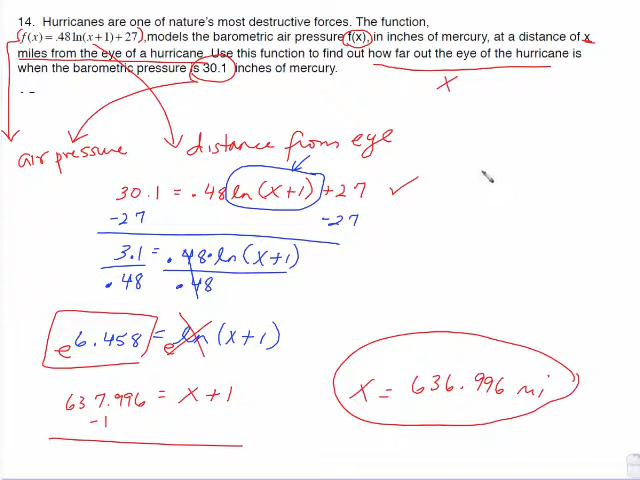 14. Hurricanes are one of nature's most destructive forces. The function,
f(x) = .48ln(x+1)+27), models the barometric air pressure f(x), in inches of mercury, at a distance of x
miles from the eye of a hurricane. Use this function to find out how far out the eye of the hurricane is
when the barometric pressure is 30.1 inches of mercury.
x
air pressure distance from eye
30.1 = .48 ln(x+1) +27 ✓
-27 -27
3.1 = .48·ln(x+1)
.48 .48
e^6.458 = e^ln(x+1)
637.996 = x+1
-1
x = 636.996 mi